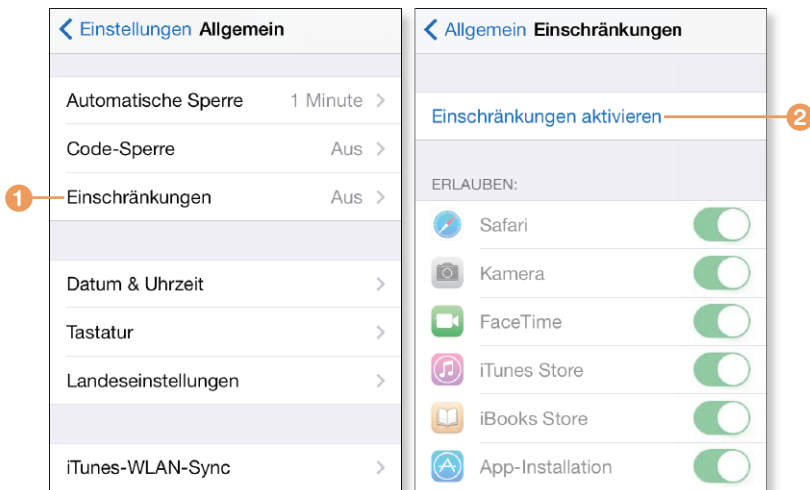 Einstellungen Allgemein
Automatische Sperre 1 Minute
Code-Sperre Aus
1 Einschränkungen Aus
Datum & Uhrzeit
Tastatur
Landeseinstellungen
iTunes-WLAN-Sync
Allgemein Einschränkungen
Einschränkungen aktivieren 2
ERLAUBEN:
Safari
Kamera
FaceTime
iTunes Store
iBooks Store
App-Installation